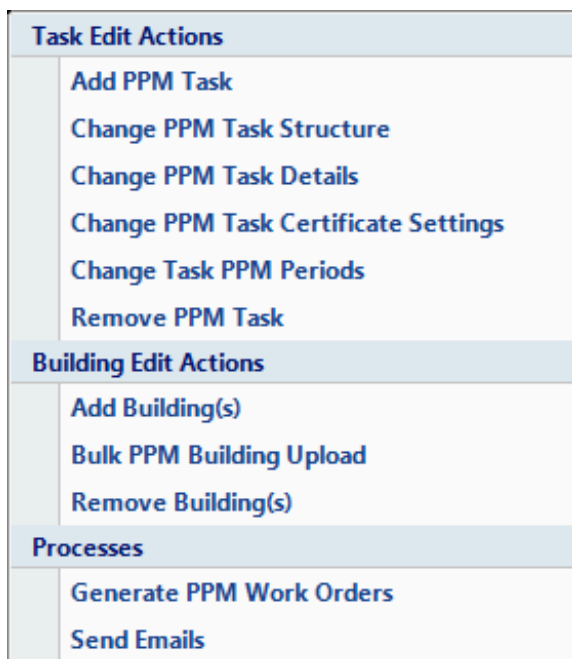 Task Edit Actions
Add PPM Task
Change PPM Task Structure
Change PPM Task Details
Change PPM Task Certificate Settings
Change Task PPM Periods
Remove PPM Task
Building Edit Actions
Add Building(s)
Bulk PPM Building Upload
Remove Building(s)
Processes
Generate PPM Work Orders
Send Emails